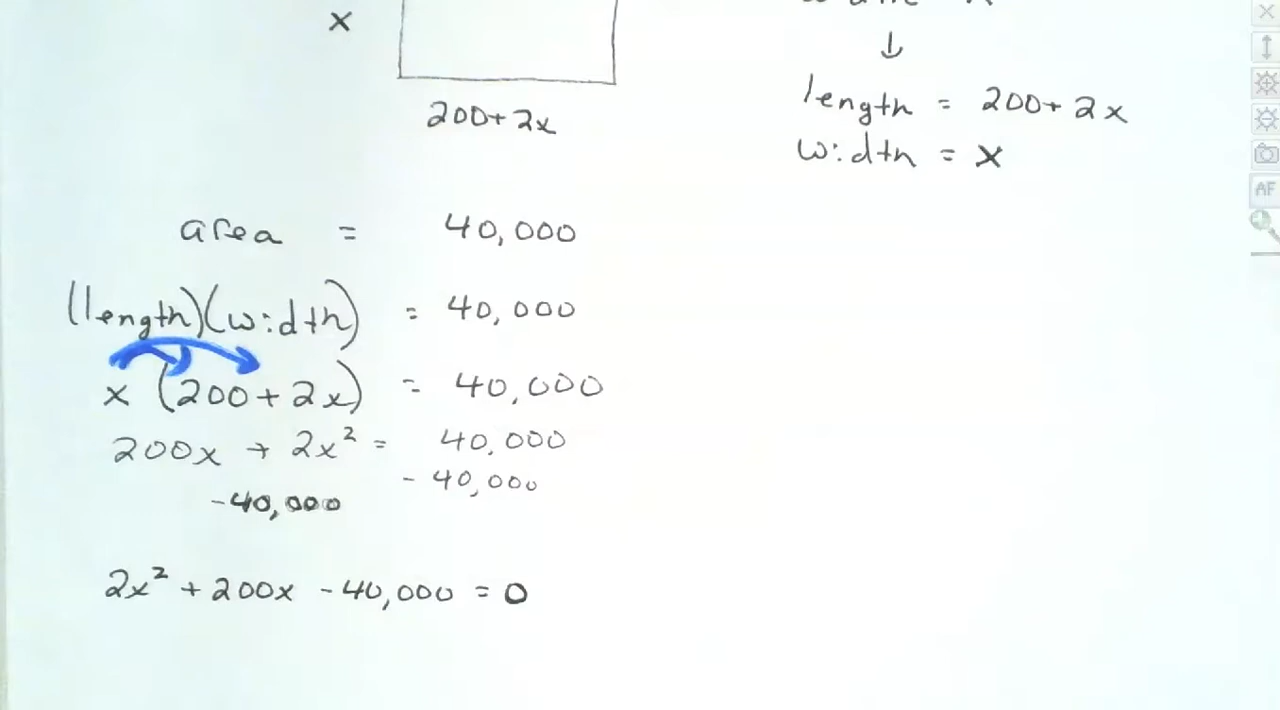 x
200+ 2x
length = 200+ 2x
width = x
area = 40,000
(length)(width) = 40,000
x (200 + 2x) = 40,000
200x + 2x² = 40,000
-40,000 - 40,000
2x² + 200x - 40,000 = 0
AF